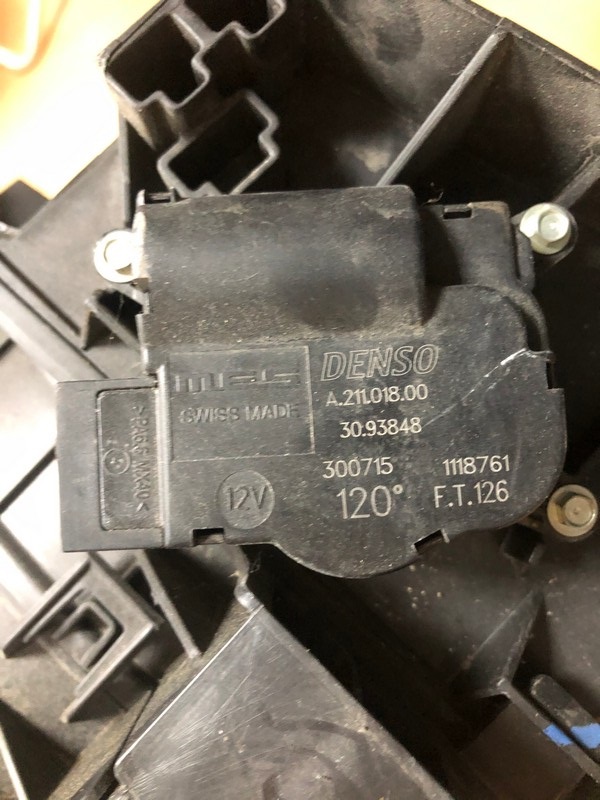 DENSO
A.211.018.00
30.93848
300715 1118761
120° F.T.126
SWISS MADE
12V